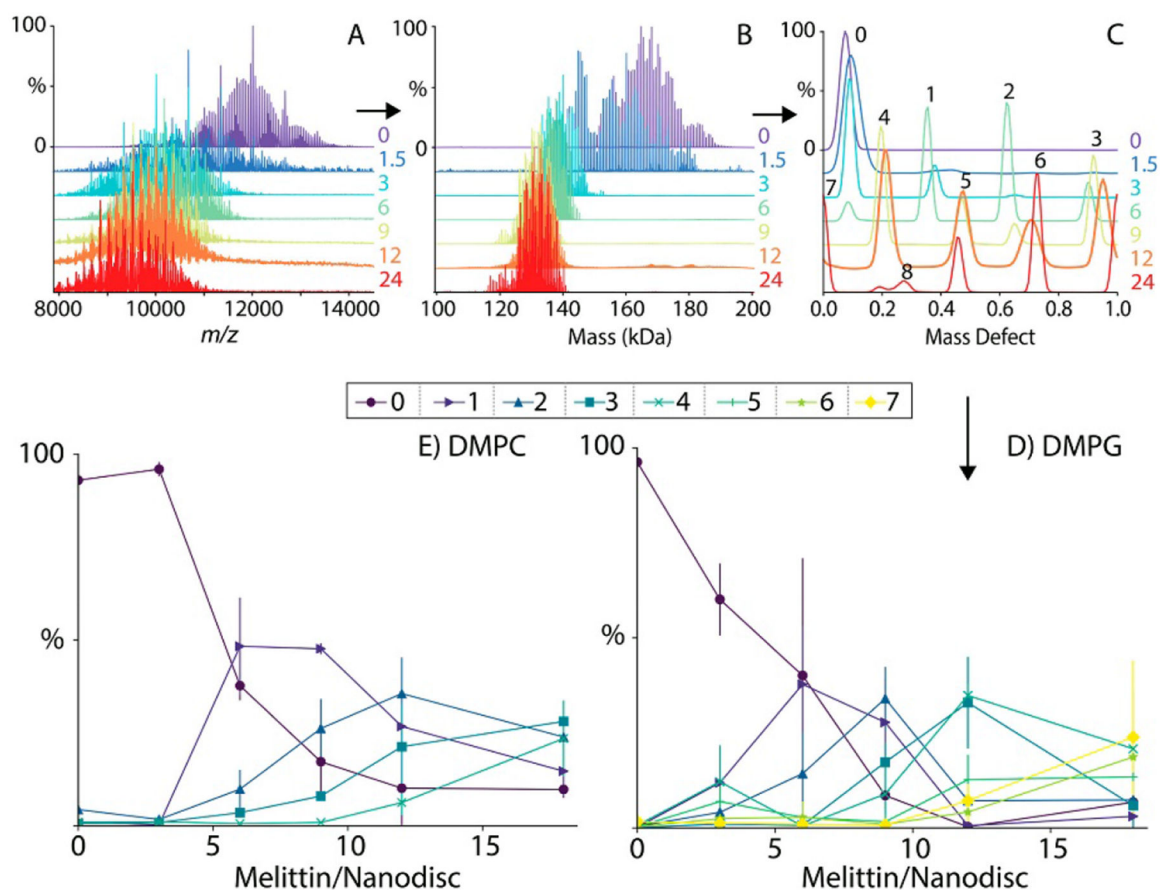 100
%
0
A
0
1.5
3
6
9
12
24
8000 10000 12000 14000
m/z
100
%
0
B
0
1.5
3
6
9
12
24
100 120 140 160 180 200
Mass (kDa)
100
%
0
C
0
1
2
3
4
5
6
7
8
0
1.5
3
6
9
12
24
0.0 0.2 0.4 0.6 0.8 1.0
Mass Defect
0 1 2 3 4 5 6 7
E) DMPC
100
%
0 5 10 15
Melittin/Nanodisc
D) DMPG
100
%
0 5 10 15
Melittin/Nanodisc